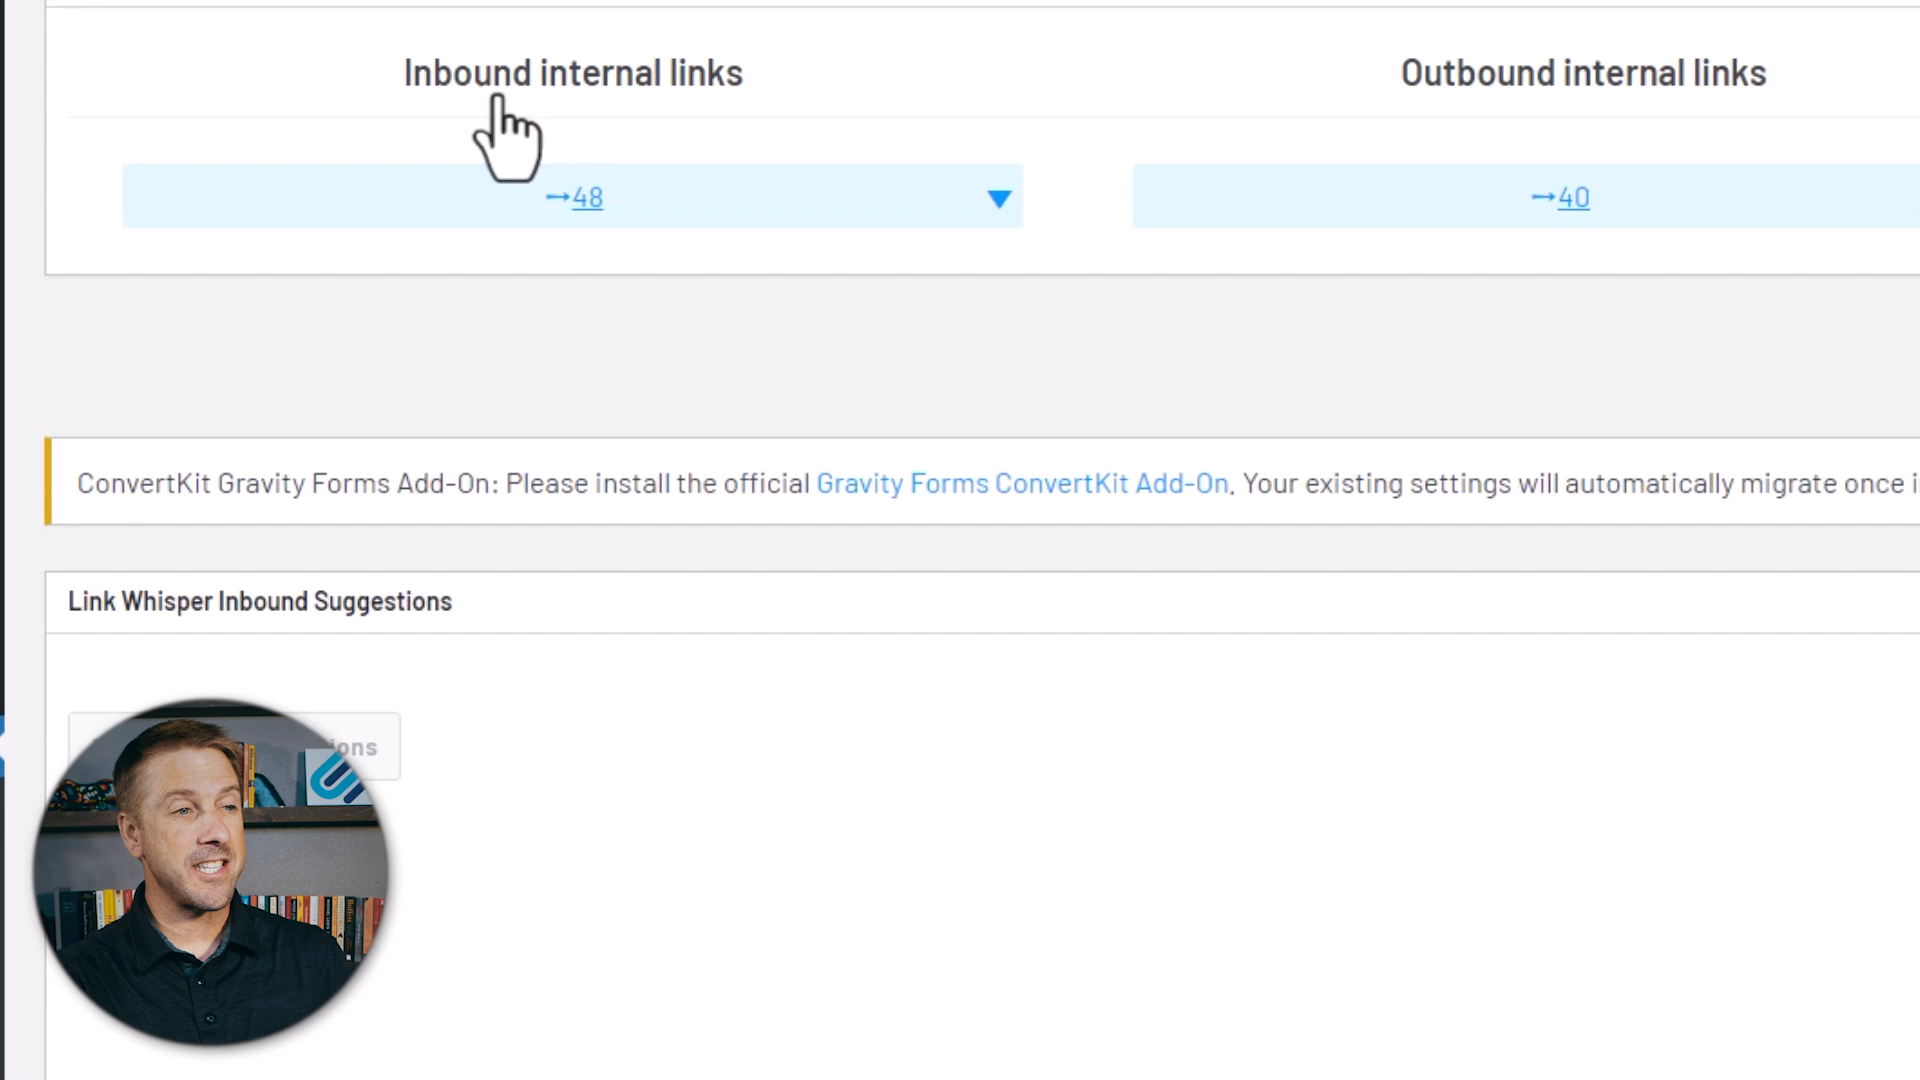 Inbound internal links
Outbound internal links
→48
→40
ConvertKit Gravity Forms Add-On: Please install the official Gravity Forms ConvertKit Add-On. Your existing settings will automatically migrate once
Link Whisper Inbound Suggestions